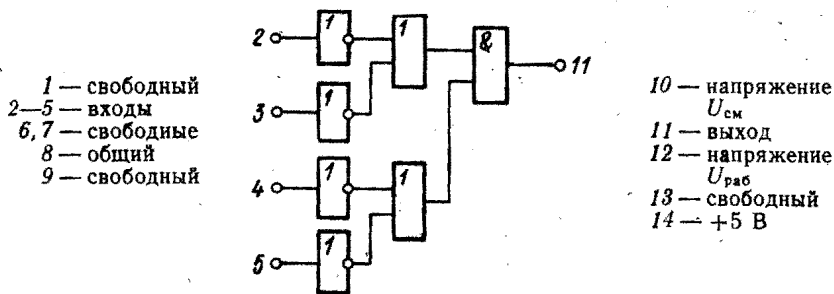 1 — свободный
2—5 — входы
6, 7 — свободные
8 — общий
9 — свободный
2
1
1
&
11
3
1
4
1
1
5
1
10 — напряжение
Uсм
11 — выход
12 — напряжение
Uраб
13 — свободный
14 — +5 В